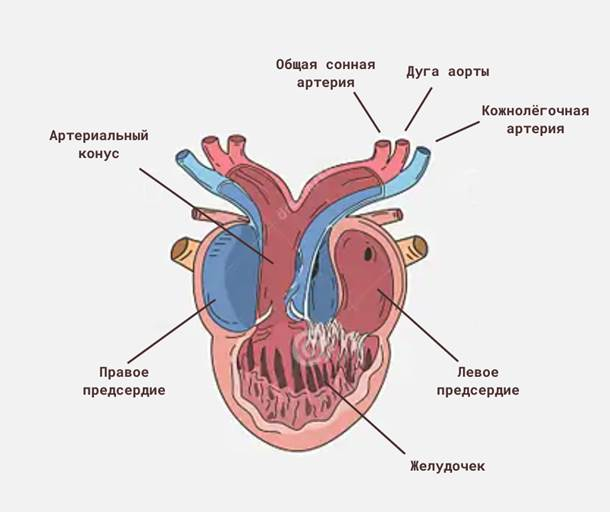 Общая сонная
артерия
Дуга аорты
Кожнолёгочная
артерия
Артериальный
конус
Правое
предсердие
Левое
предсердие
Желудочек